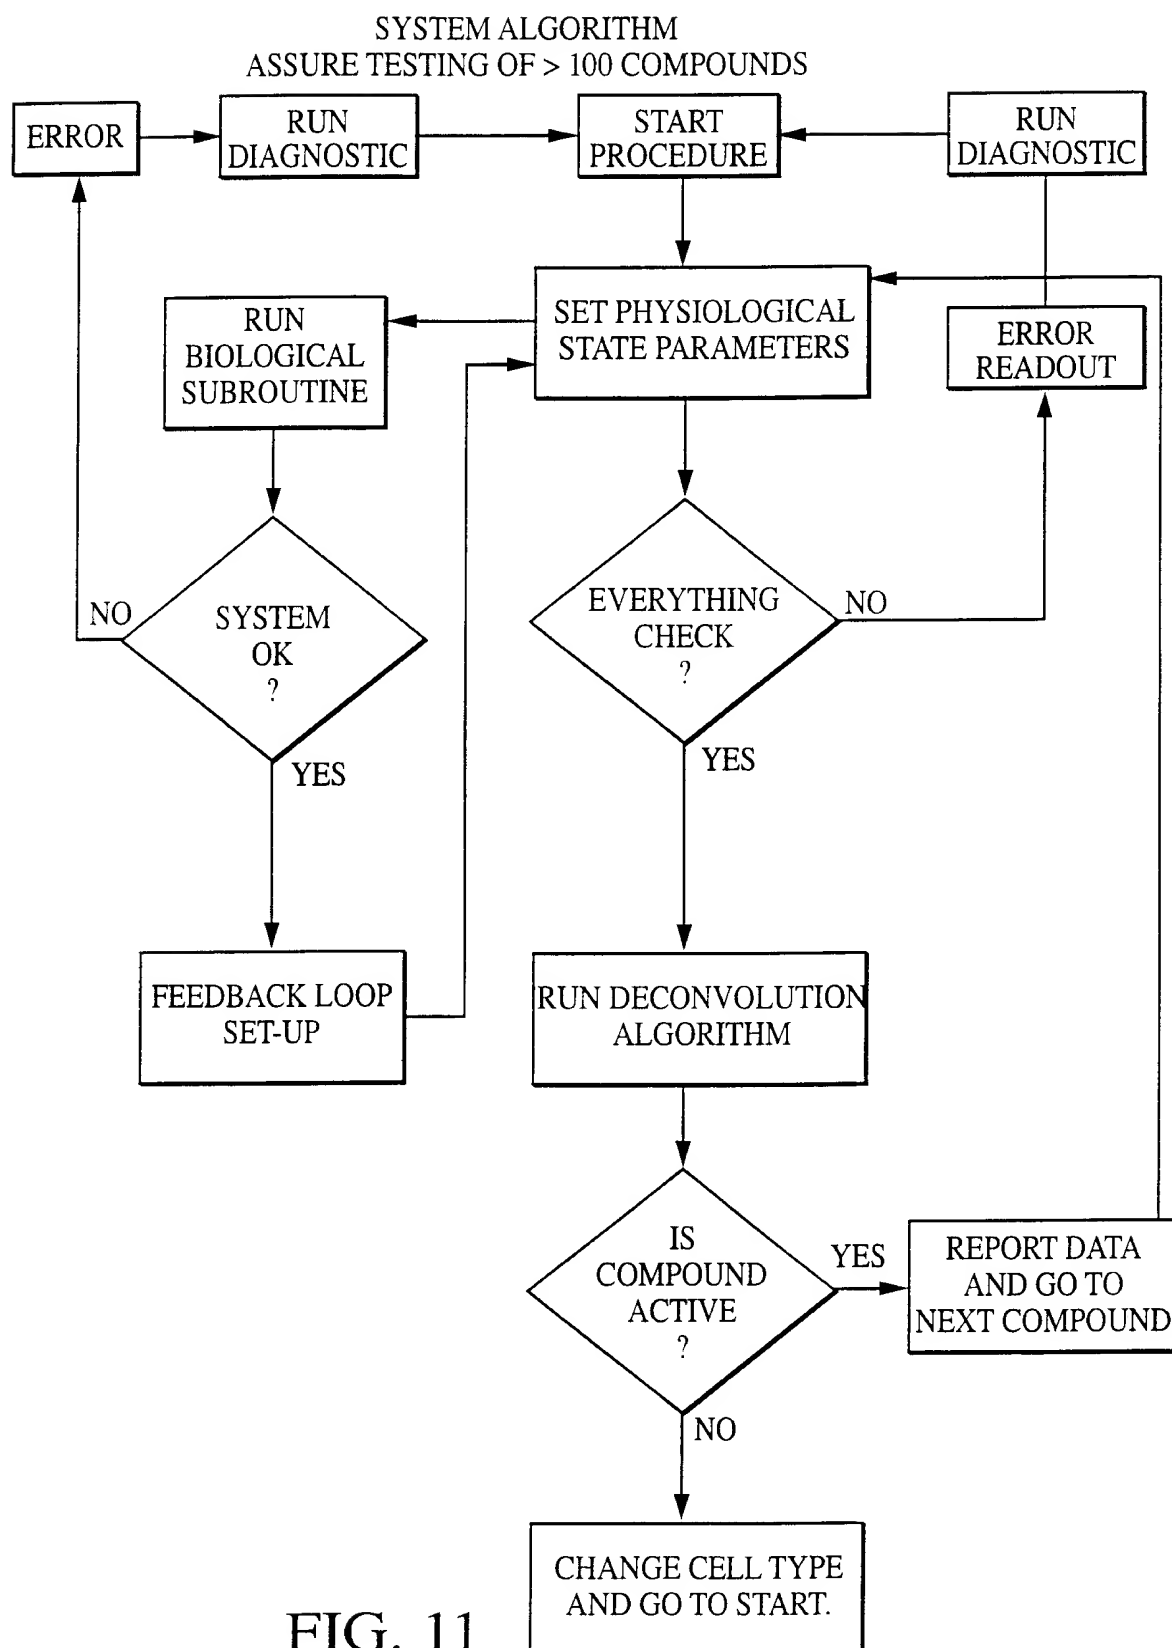 SYSTEM ALGORITHM
ASSURE TESTING OF > 100 COMPOUNDS
ERROR
RUN
DIAGNOSTIC
START
PROCEDURE
RUN
DIAGNOSTIC
RUN
BIOLOGICAL
SUBROUTINE
SET PHYSIOLOGICAL
STATE PARAMETERS
ERROR
READOUT
NO
SYSTEM
OK
?
YES
EVERYTHING
CHECK
?
NO
YES
FEEDBACK LOOP
SET-UP
RUN DECONVOLUTION
ALGORITHM
IS
COMPOUND
ACTIVE
?
YES
REPORT DATA
AND GO TO
NEXT COMPOUND
NO
CHANGE CELL TYPE
AND GO TO START.
FIG. 11